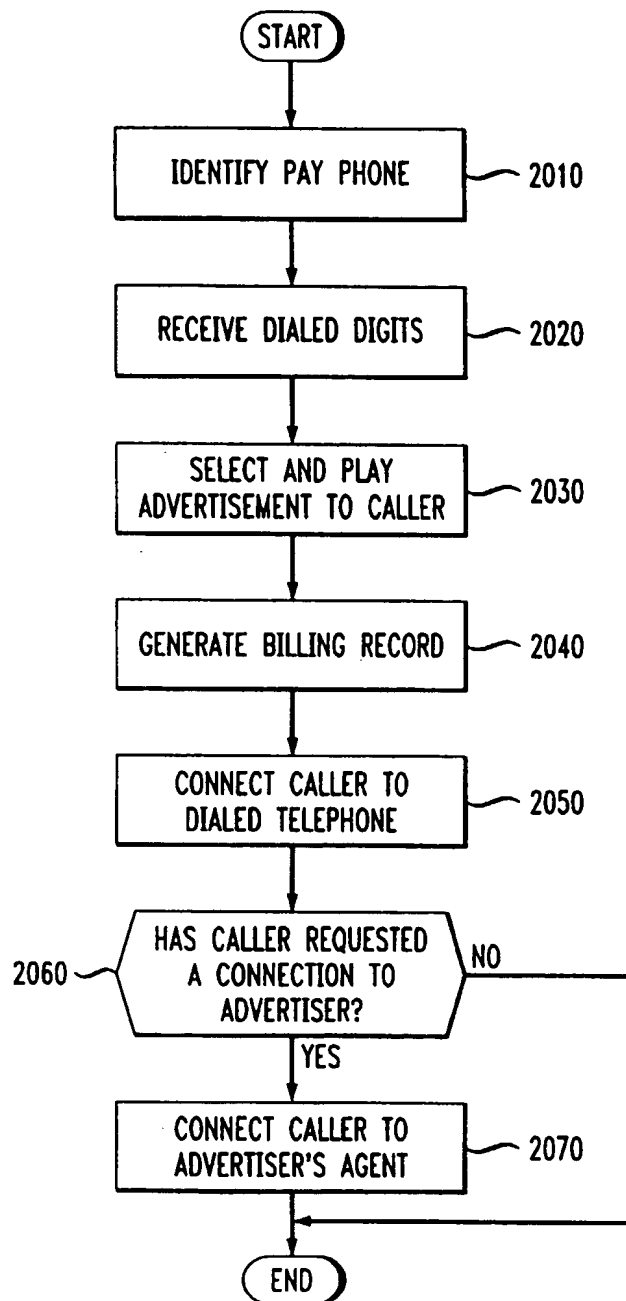 START
IDENTIFY PAY PHONE
2010
RECEIVE DIALED DIGITS
2020
SELECT AND PLAY
ADVERTISEMENT TO CALLER
2030
GENERATE BILLING RECORD
2040
CONNECT CALLER TO
DIALED TELEPHONE
2050
HAS CALLER REQUESTED
A CONNECTION TO
ADVERTISER?
2060
NO
YES
CONNECT CALLER TO
ADVERTISER'S AGENT
2070
END